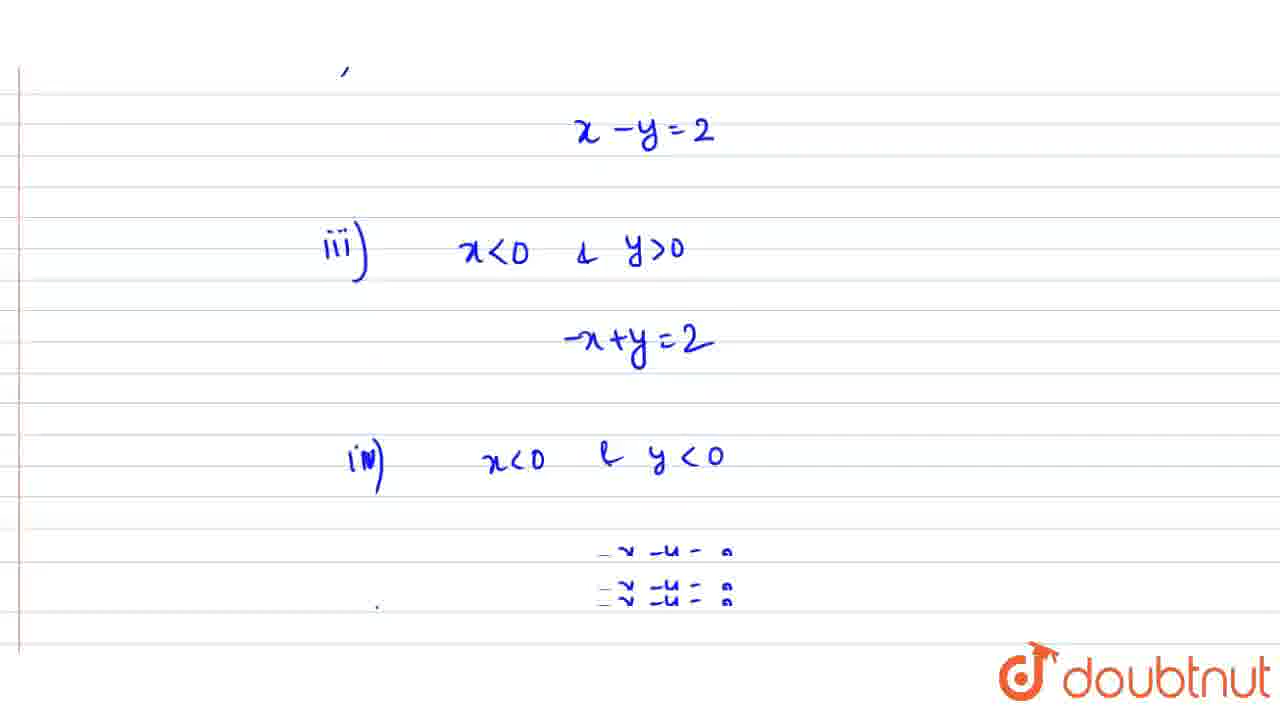 x - y = 2
iii) x < 0 & y > 0
-x + y = 2
iv) x < 0 & y < 0
doubtnut